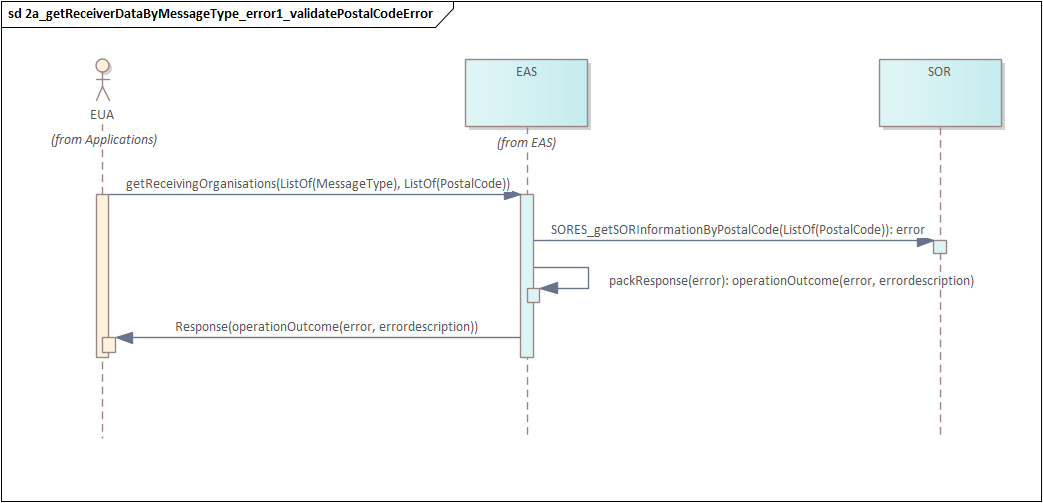 sd 2a_getReceiverDataByMessageType_error1_validatePostalCodeError
EUA
(from Applications)
EAS
(from EAS)
SOR
getReceivingOrganisations(ListOf(MessageType), ListOf(PostalCode))
SORES_getSORInformationByPostalCode(ListOf(PostalCode)): error
packResponse(error): operationOutcome(error, errordescription)
Response(operationOutcome(error, errordescription))